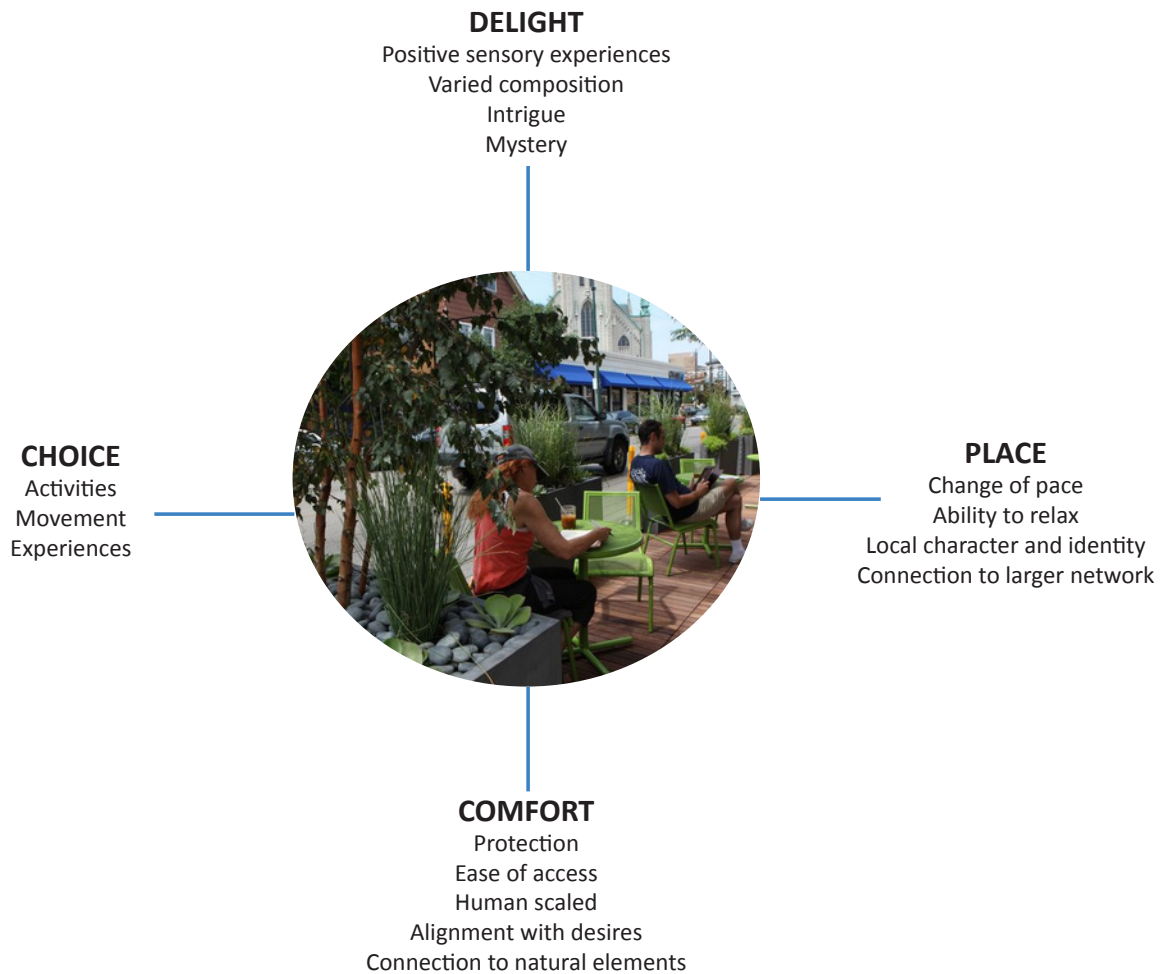 DELIGHT
Positive sensory experiences
Varied composition
Intrigue
Mystery
CHOICE
Activities
Movement
Experiences
PLACE
Change of pace
Ability to relax
Local character and identity
Connection to larger network
COMFORT
Protection
Ease of access
Human scaled
Alignment with desires
Connection to natural elements